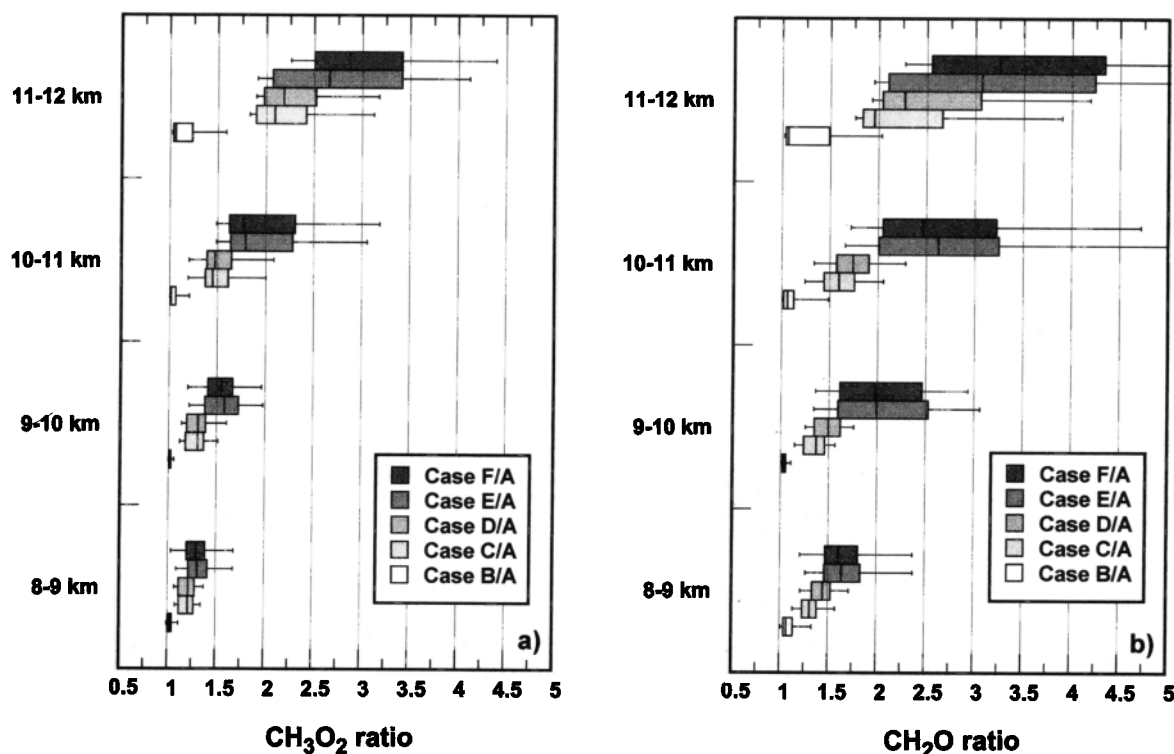 11-12 km
10-11 km
9-10 km
8-9 km
Case F/A
Case E/A
Case D/A
Case C/A
Case B/A
a)
0.5 1 1.5 2 2.5 3 3.5 4 4.5 5
CH₃O₂ ratio
11-12 km
10-11 km
9-10 km
8-9 km
Case F/A
Case E/A
Case D/A
Case C/A
Case B/A
b)
0.5 1 1.5 2 2.5 3 3.5 4 4.5 5
CH₂O ratio